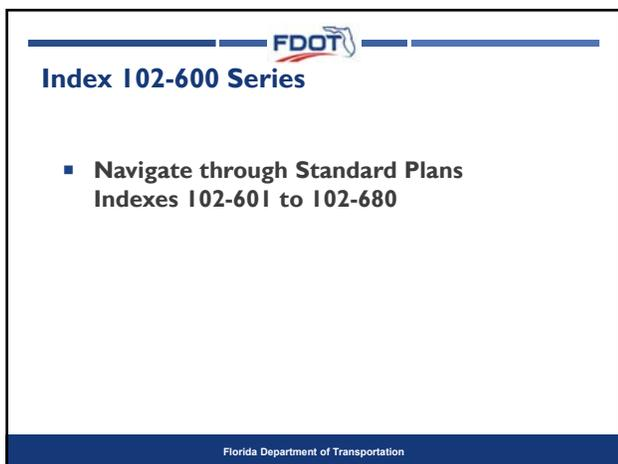 FDOT
Index 102-600 Series
▪ Navigate through Standard Plans
Indexes 102-601 to 102-680
Florida Department of Transportation